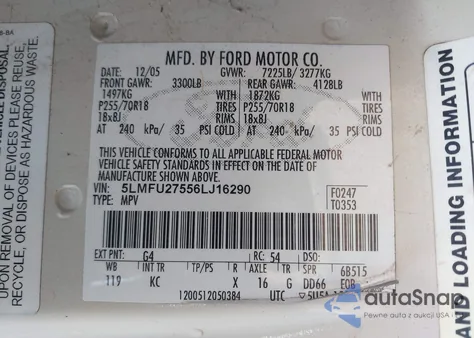 MFD. BY FORD MOTOR CO.
DATE: 12/05 GVWR: 7225LB/ 3277KG
FRONT GAWR: 3300LB REAR GAWR: 4128LB
1497KG 1872KG
P255/70R18 TIRES P255/70R18 TIRES
18x8J RIMS 18x8J RIMS
AT 240 kPa/ 35 PSI COLD AT 240 kPa/ 35 PSI COLD
THIS VEHICLE CONFORMS TO ALL APPLICABLE FEDERAL MOTOR
VEHICLE SAFETY STANDARDS IN EFFECT ON THE DATE OF
MANUFACTURE SHOWN ABOVE.
VIN: 5LMFU27556LJ16290 F0247
TYPE: MPV T0353
EXT PNT: G4 RC: 54 DSO:
WB INT TR TP/PS R AXLE TR SPR 6B515
119 KC X 16 G DD66 EOB
1200512050384 UTC
UPON REMOVAL
RECYCLE, OR DISPOSE AS HAZARDOUS WASTE.
OF DEVICES PLEASE REUSE,
DISPOSAL,
AND LOADING INFORMATION
autoSnap
Pewne auta z aukcji USA i